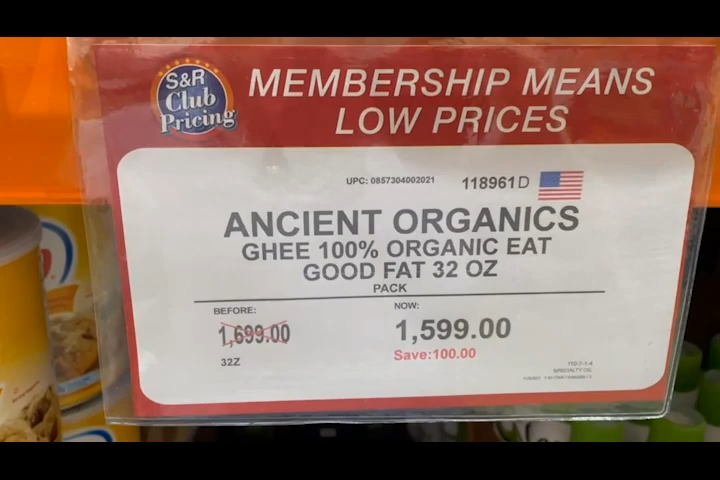 S&R
Club
Pricing
MEMBERSHIP MEANS
LOW PRICES
UPC: 0857304002021
118961D
ANCIENT ORGANICS
GHEE 100% ORGANIC EAT
GOOD FAT 32 OZ
PACK
BEFORE:
NOW:
1,699.00
1,599.00
32Z
Save:100.00
SPECIALTY OIL